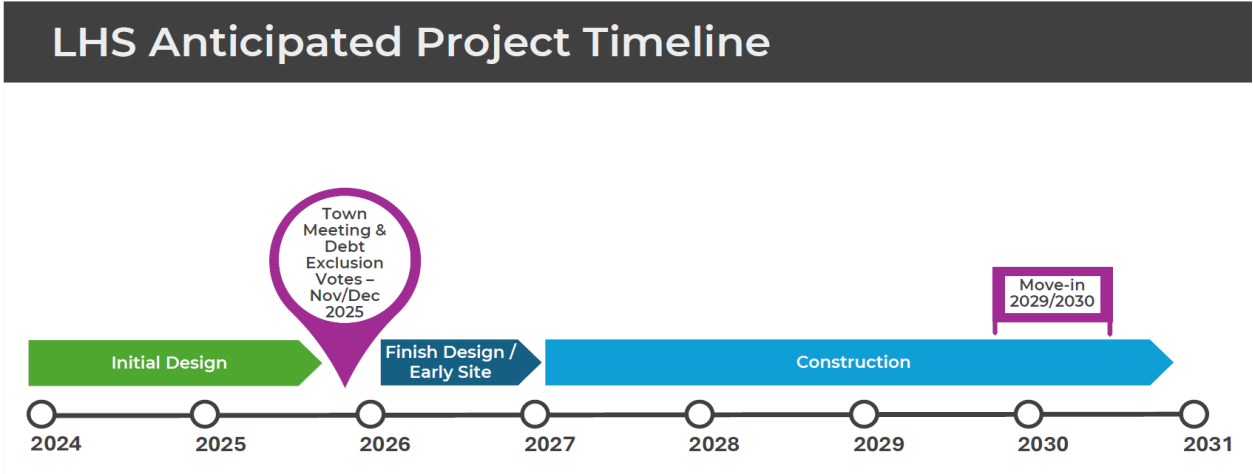 LHS Anticipated Project Timeline
Town
Meeting &
Debt
Exclusion
Votes –
Nov/Dec
2025
Move-in
2029/2030
Initial Design
Finish Design /
Early Site
Construction
2024
2025
2026
2027
2028
2029
2030
2031